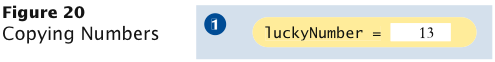 Figure 20
Copying Numbers
1
luckyNumber = 13